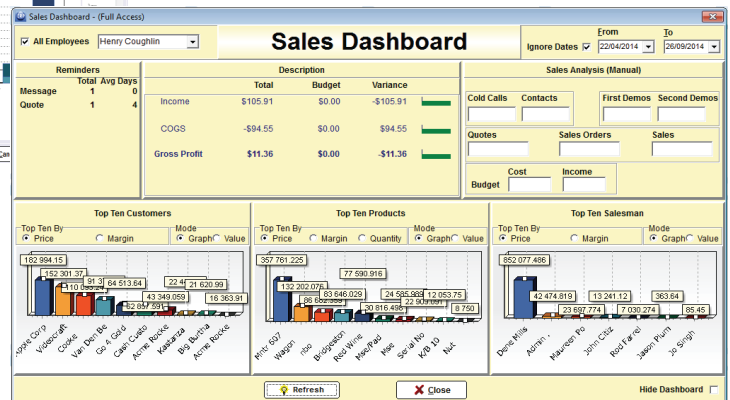 Sales Dashboard - (Full Access)
All Employees Henry Coughlin
Sales Dashboard
From To
Ignore Dates 22/04/2014 26/09/2014
Reminders
Total Avg Days
Message 1 0
Quote 1 4
Description
Total Budget Variance
Income $105.91 $0.00 -$105.91
COGS -$94.55 $0.00 $94.55
Gross Profit $11.36 $0.00 -$11.36
Sales Analysis (Manual)
Cold Calls Contacts First Demos Second Demos
Quotes Sales Orders Sales
Cost Income
Budget
Top Ten Customers
Top Ten By Mode
Price Margin Graph Value
182 994.15
152 301.37
64 513.64
43 349.059
21 620.99
16 363.91
Videocraft
Cooke
Van Den Be
Go 4 Gold
Cash Custo
Acme Rocke
Kastanza
Big Bertha
Acme Rocke
Top Ten Products
Top Ten By Mode
Price Margin Quantity Graph Value
357 761.225
132 202.076
77 590.916
83 646.029
30 816.498
24 585.989
12 053.75
8 750
Wagon
Bridgeston
Red Wine
Mse/Pad
Mse
Serial No
K/B 10
Nut
Top Ten Salesman
Top Ten By Mode
Price Margin Graph Value
852 077.486
42 474.819
23 697.774
13 241.12
7 030.274
363.64
85.45
Dene Mills
Admin .
Maureen Po
John Citiz
Rod Farrel
Jason Plum
Jo Singh
Refresh Close Hide Dashboard